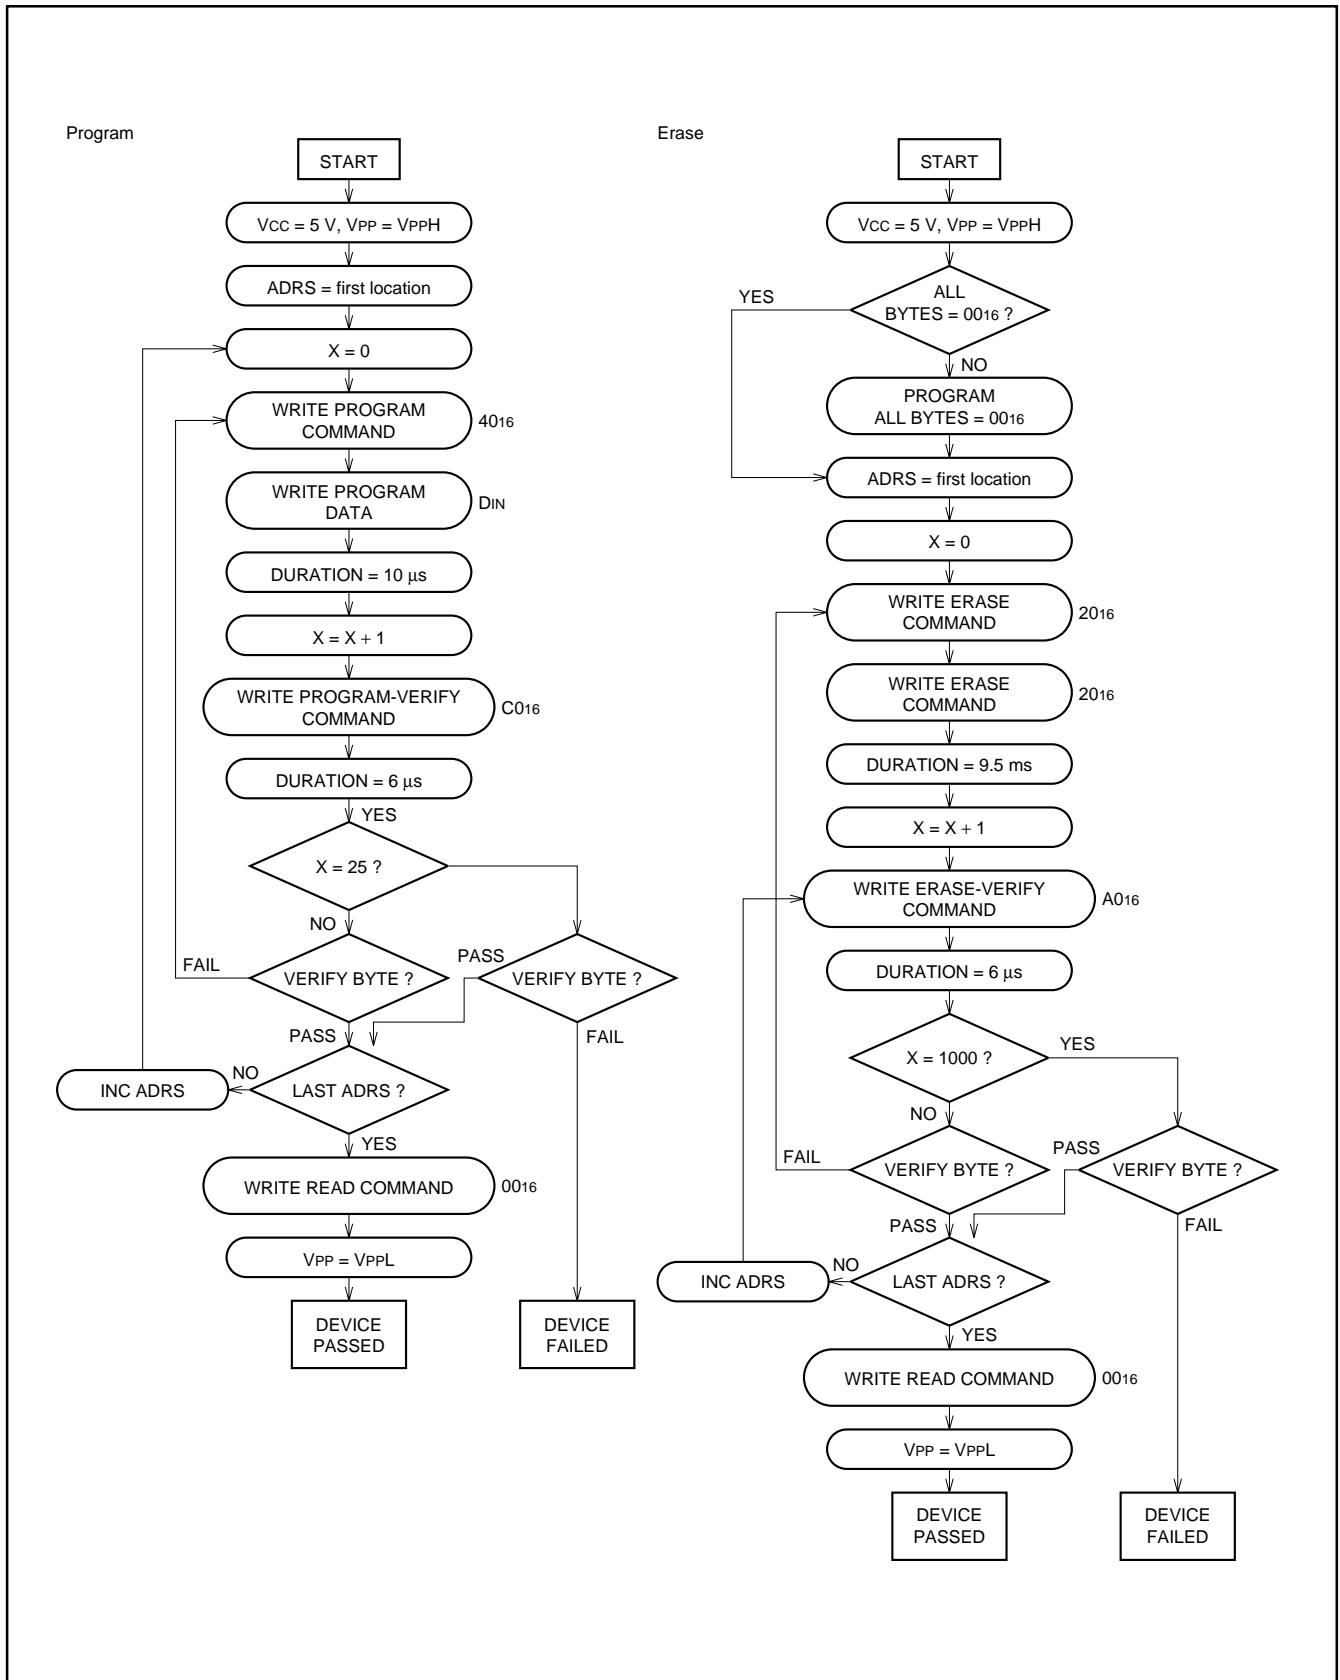 Program
START
VCC = 5 V, VPP = VPPH
ADRS = first location
X = 0
WRITE PROGRAM
COMMAND
4016
WRITE PROGRAM
DATA
DIN
DURATION = 10 µs
X = X + 1
WRITE PROGRAM-VERIFY
COMMAND
C016
DURATION = 6 µs
YES
X = 25 ?
NO
FAIL
VERIFY BYTE ?
PASS
VERIFY BYTE ?
PASS
FAIL
INC ADRS
NO
LAST ADRS ?
YES
WRITE READ COMMAND
0016
VPP = VPPL
DEVICE
PASSED
DEVICE
FAILED
Erase
START
VCC = 5 V, VPP = VPPH
YES
ALL
BYTES = 0016 ?
NO
PROGRAM
ALL BYTES = 0016
ADRS = first location
X = 0
WRITE ERASE
COMMAND
2016
WRITE ERASE
COMMAND
2016
DURATION = 9.5 ms
X = X + 1
WRITE ERASE-VERIFY
COMMAND
A016
DURATION = 6 µs
X = 1000 ?
YES
NO
FAIL
VERIFY BYTE ?
PASS
VERIFY BYTE ?
PASS
FAIL
INC ADRS
NO
LAST ADRS ?
YES
WRITE READ COMMAND
0016
VPP = VPPL
DEVICE
PASSED
DEVICE
FAILED